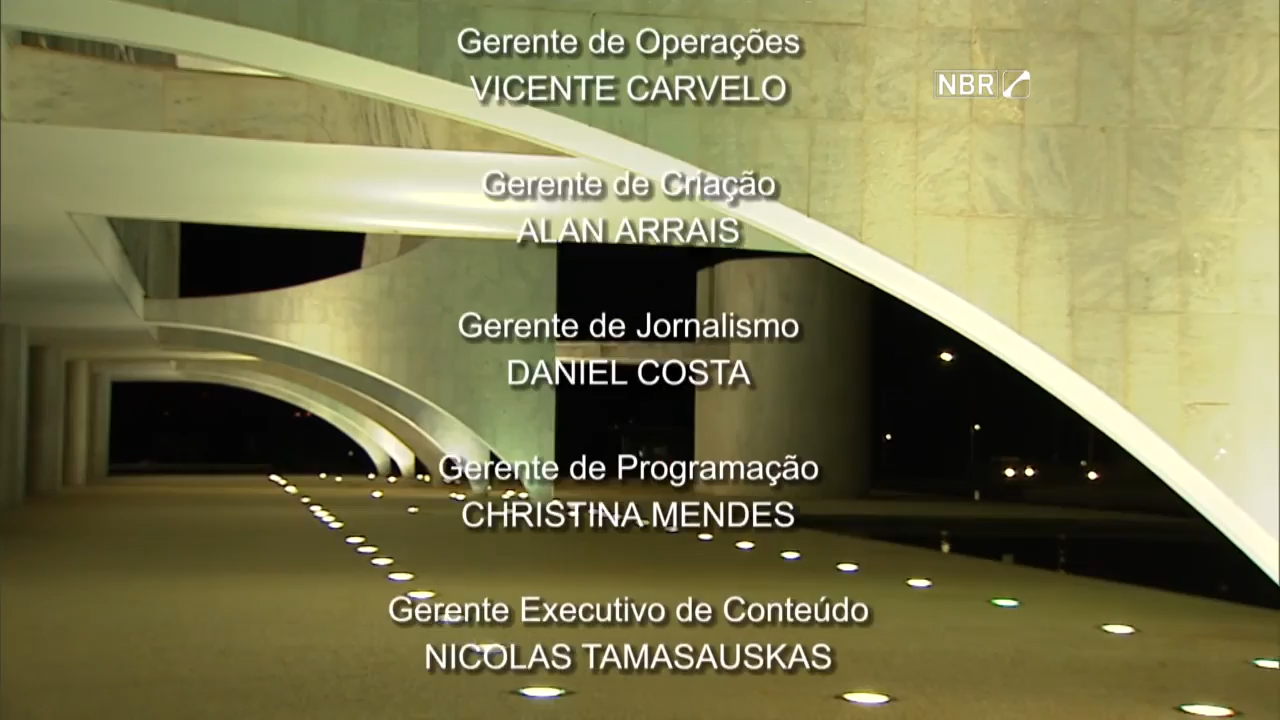 Gerente de Operações
VICENTE CARVELO
NBR
Gerente de Criação
ALAN ARRAIS
Gerente de Jornalismo
DANIEL COSTA
Gerente de Programação
CHRISTINA MENDES
Gerente Executivo de Conteúdo
NICOLAS TAMASAUSKAS